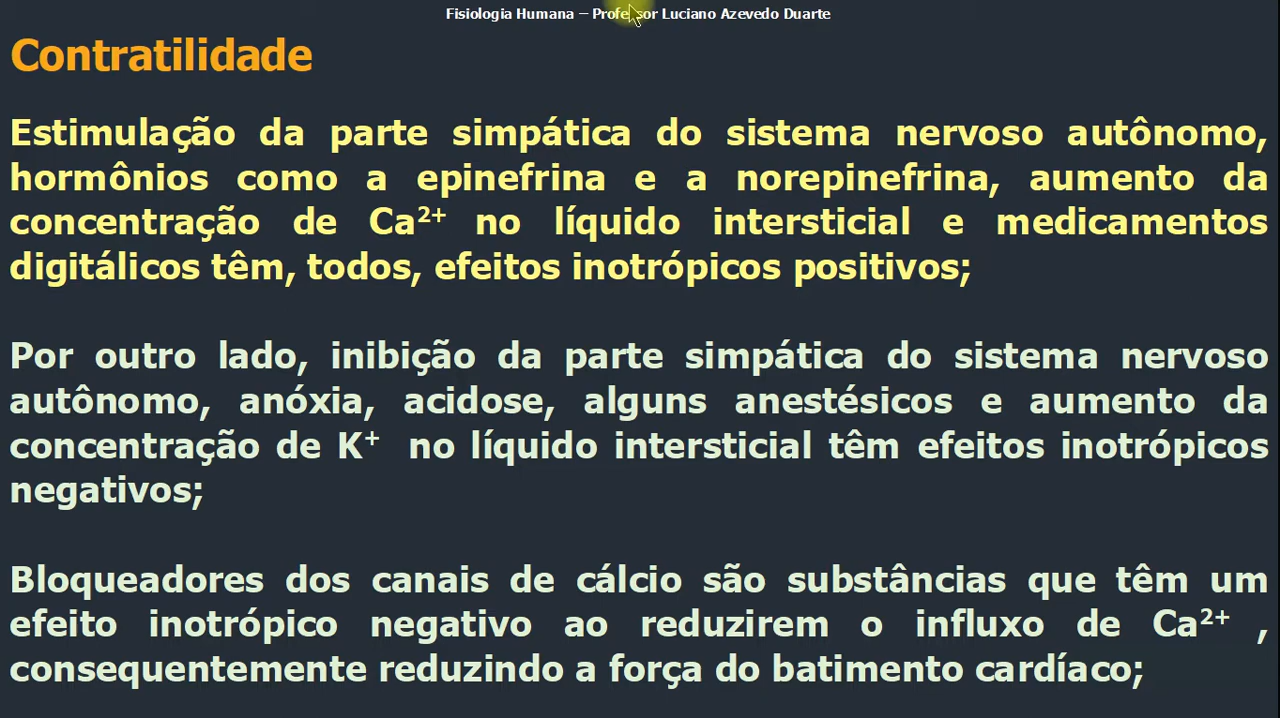 Fisiologia Humana – Professor Luciano Azevedo Duarte
Contratilidade
Estimulação da parte simpática do sistema nervoso autônomo,
hormônios como a epinefrina e a norepinefrina, aumento da
concentração de Ca²⁺ no líquido intersticial e medicamentos
digitálicos têm, todos, efeitos inotrópicos positivos;
Por outro lado, inibição da parte simpática do sistema nervoso
autônomo, anóxia, acidose, alguns anestésicos e aumento da
concentração de K⁺ no líquido intersticial têm efeitos inotrópicos
negativos;
Bloqueadores dos canais de cálcio são substâncias que têm um
efeito inotrópico negativo ao reduzirem o influxo de Ca²⁺ ,
consequentemente reduzindo a força do batimento cardíaco;